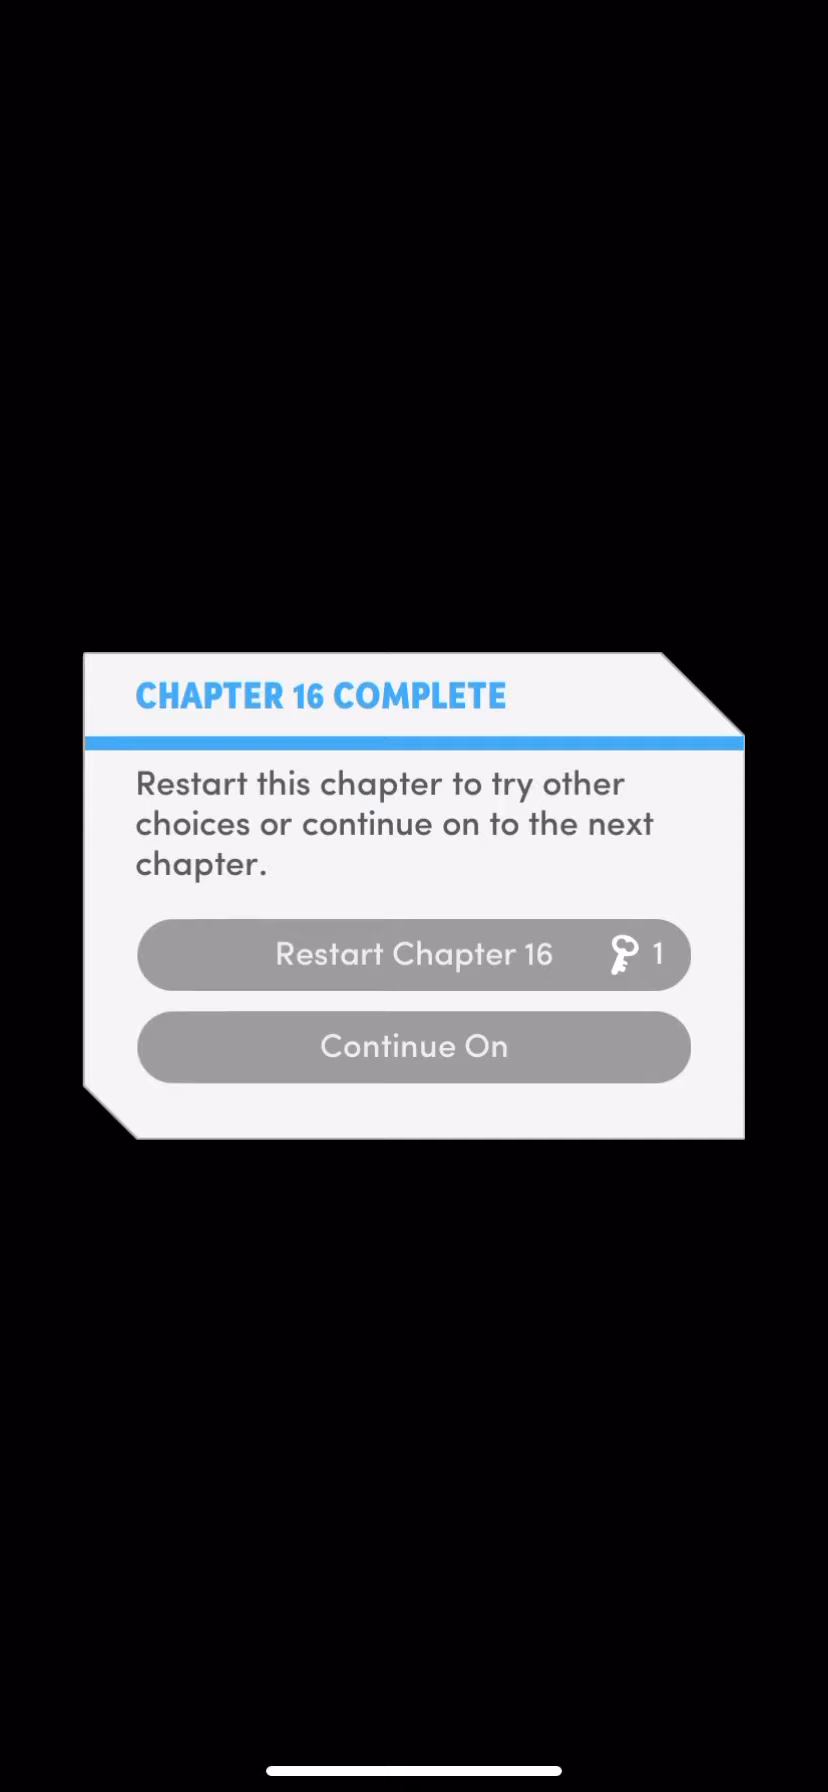 CHAPTER 16 COMPLETE
Restart this chapter to try other
choices or continue on to the next
chapter.
Restart Chapter 16 1
Continue On